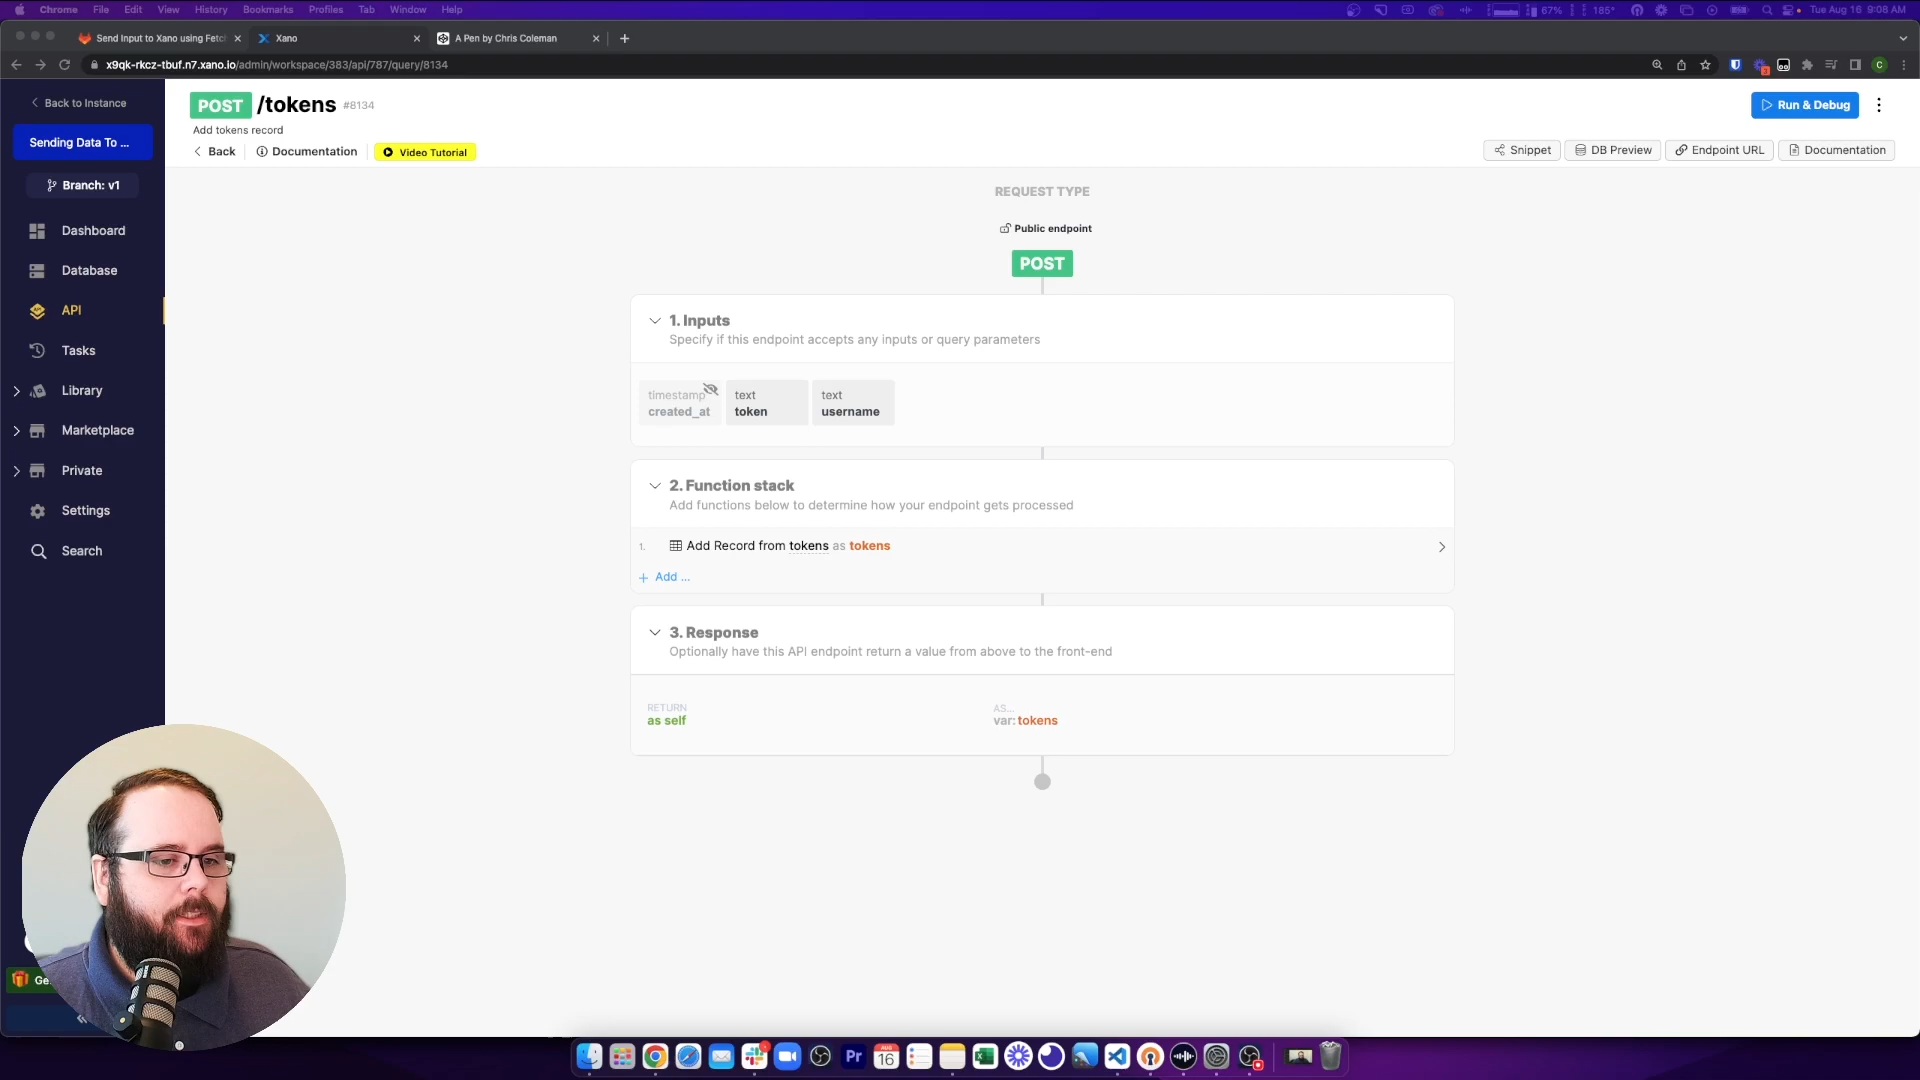 Chrome File Edit View History Bookmarks Profiles Tab Window Help
67% 185° Tue Aug 16 9:08 AM
Send Input to Xano using Fetc
Xano
A Pen by Chris Coleman
x9qk-rkcz-tbuf.n7.xano.io/admin/workspace/383/api/787/query/8134
C
Back to Instance
Sending Data To ...
Branch: v1
Dashboard
Database
API
Tasks
Library
Marketplace
Private
Settings
Search
Ge
POST /tokens #8134
Add tokens record
Back
Documentation
Video Tutorial
Run & Debug
Snippet
DB Preview
Endpoint URL
Documentation
REQUEST TYPE
Public endpoint
POST
1. Inputs
Specify if this endpoint accepts any inputs or query parameters
timestamp
created_at
text
token
text
username
2. Function stack
Add functions below to determine how your endpoint gets processed
1. Add Record from tokens as tokens
+ Add ...
3. Response
Optionally have this API endpoint return a value from above to the front-end
RETURN
as self
AS...
var: tokens
Pr
AUG
16